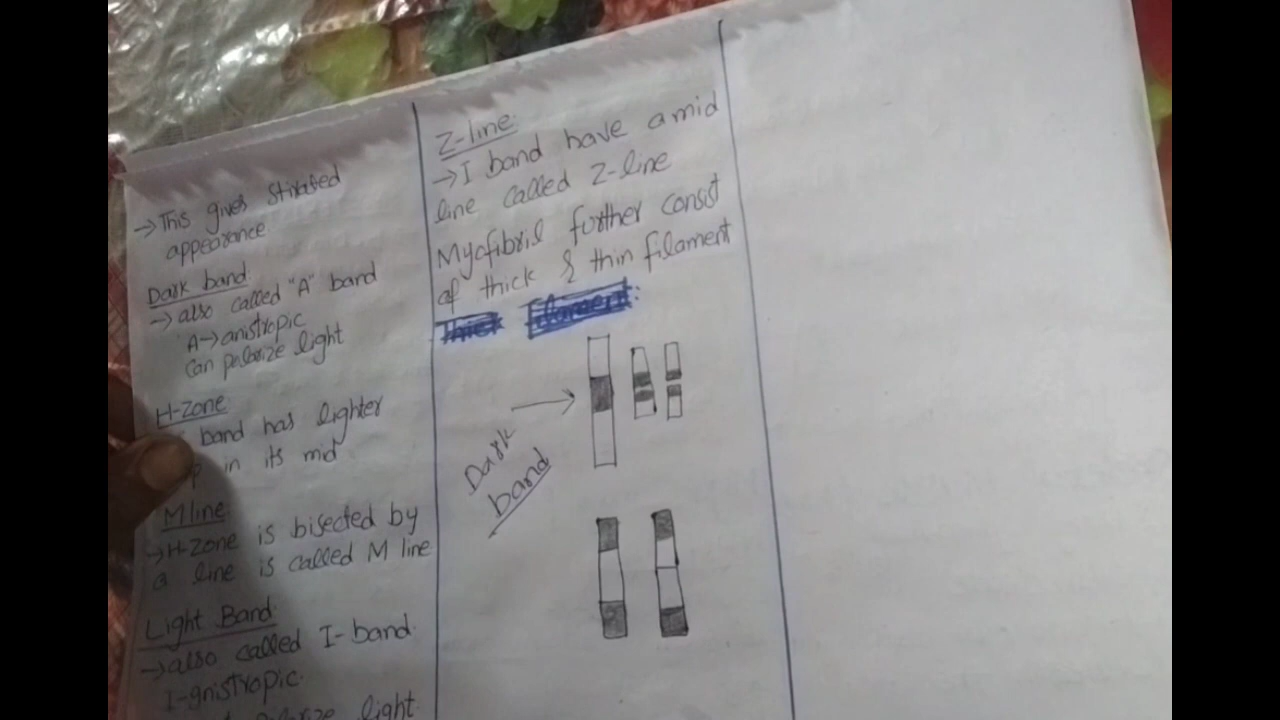 →This gives striated
appearance
Dark band
→ also called "A" band
A→anistropic
Can polarize light
H-Zone
band has lighter
in its mid
M line
→H-Zone is bisected by
a line is called M line
Light Band
→also called I-band
I-gnistropic
light
Z-line
→I band have a mid
line called Z-line
Myofibril further consist
of thick & thin filament
Thick Filament:
Dark
band